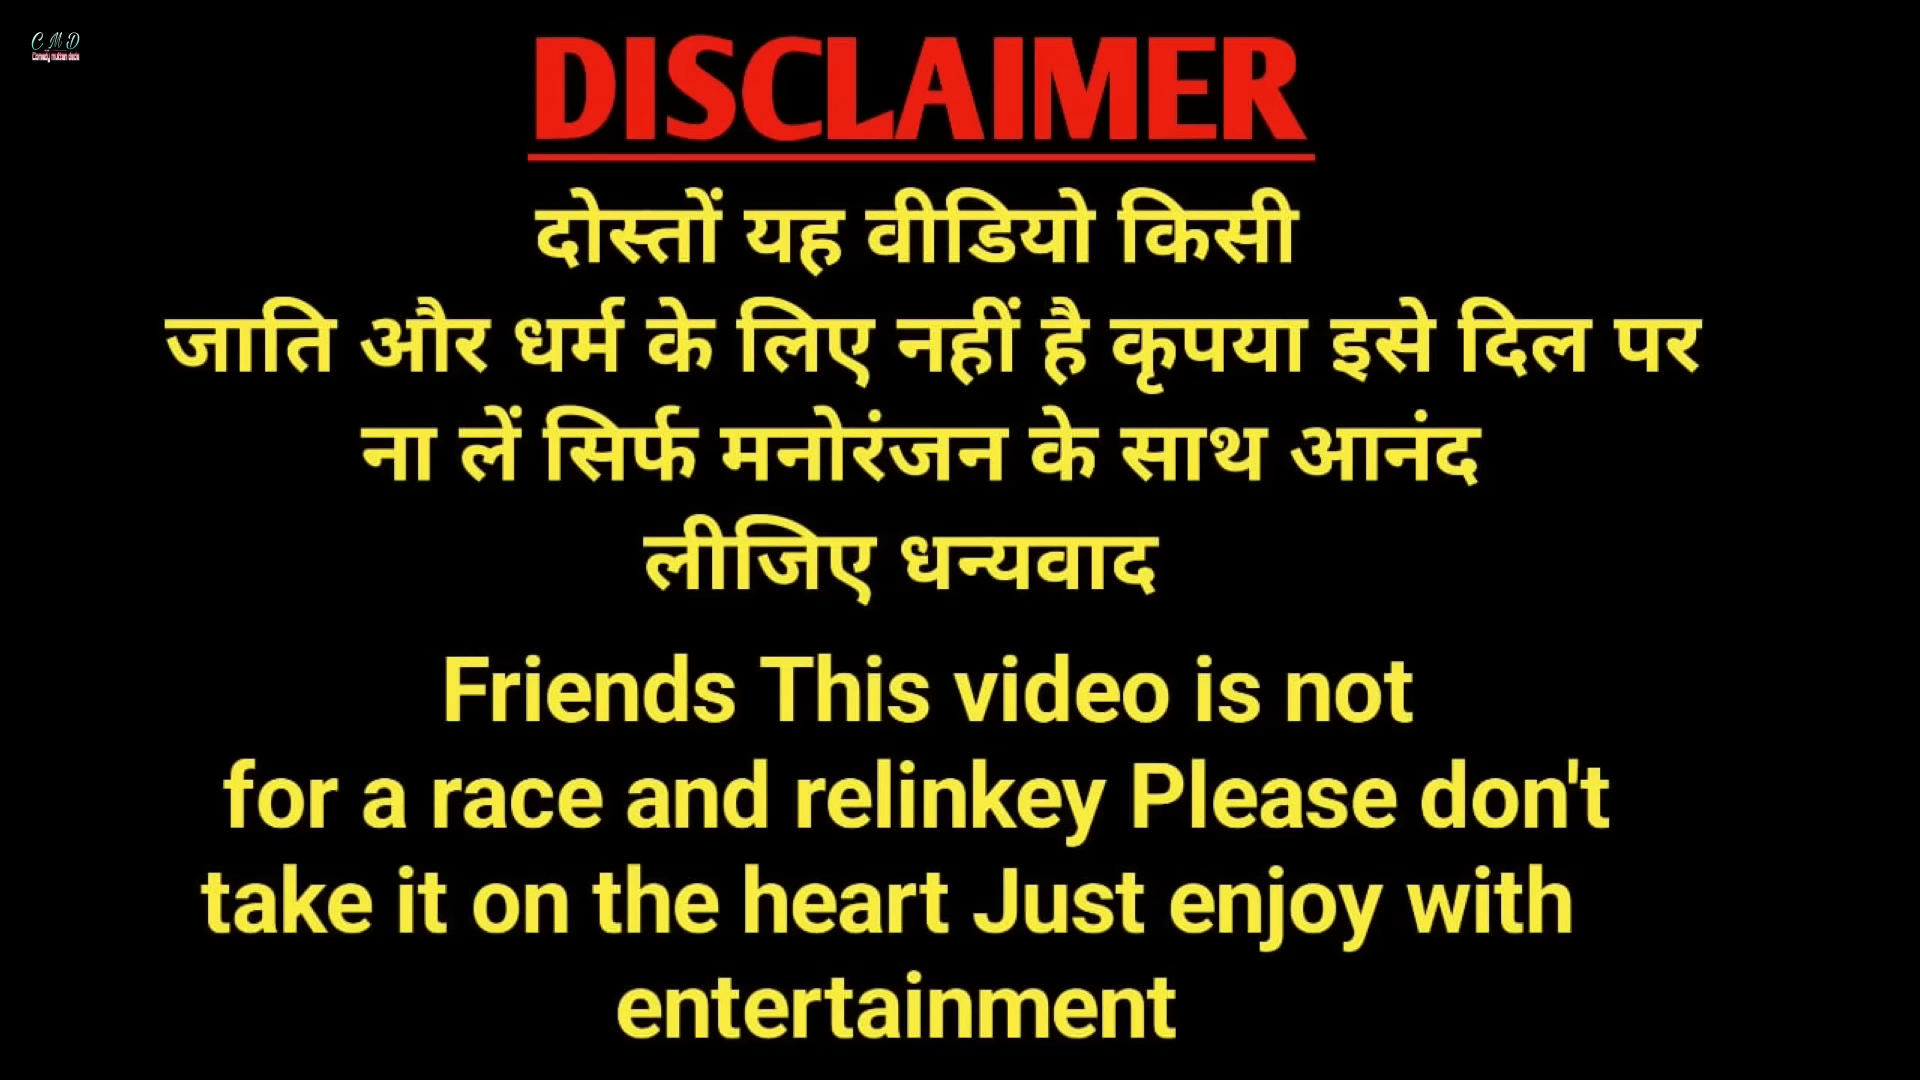 C M D
DISCLAIMER
दोस्तों यह वीडियो किसी
जाति और धर्म के लिए नहीं है कृपया इसे दिल पर
ना लें सिर्फ मनोरंजन के साथ आनंद
लीजिए धन्यवाद
Friends This video is not
for a race and relinkey Please don't
take it on the heart Just enjoy with
entertainment